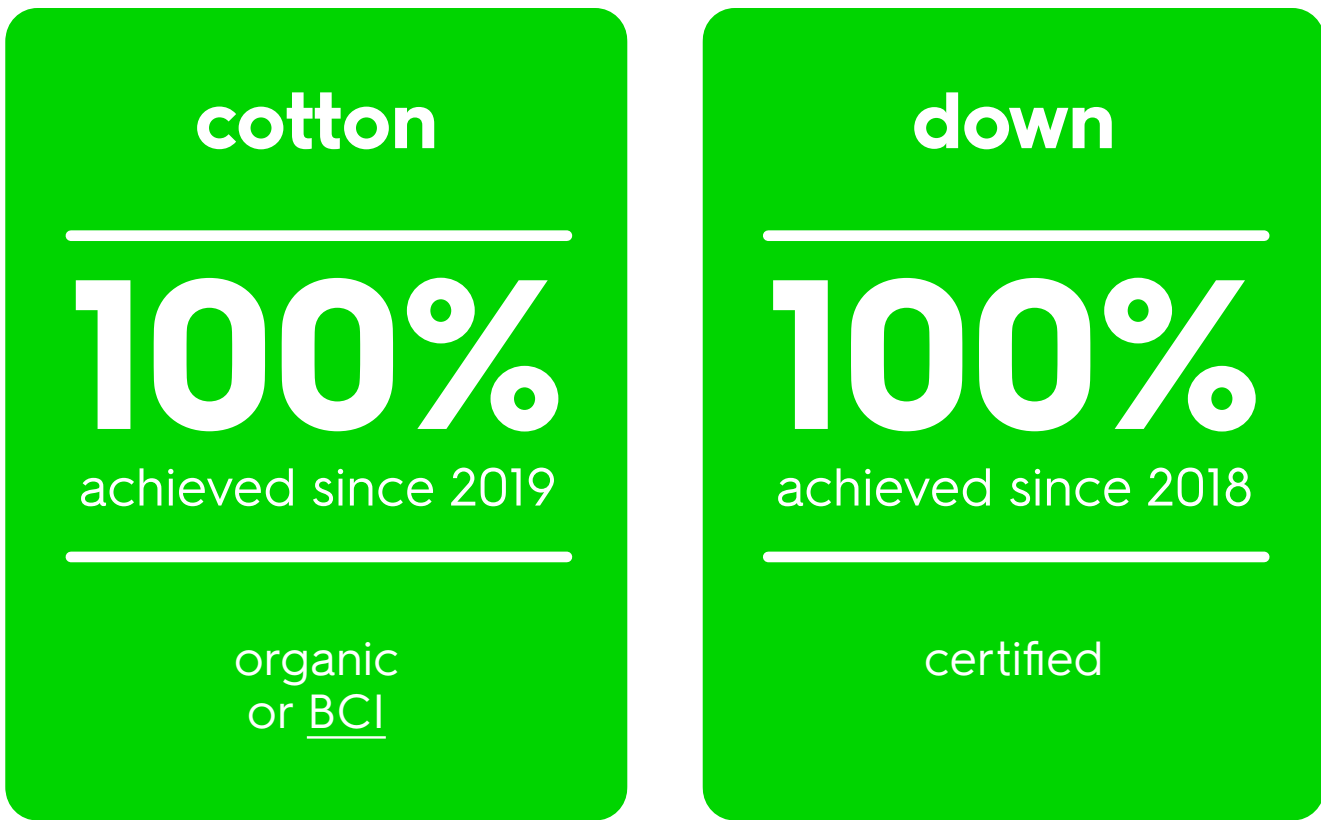 cotton
100%
achieved since 2019
organic
or BCI
down
100%
achieved since 2018
certified